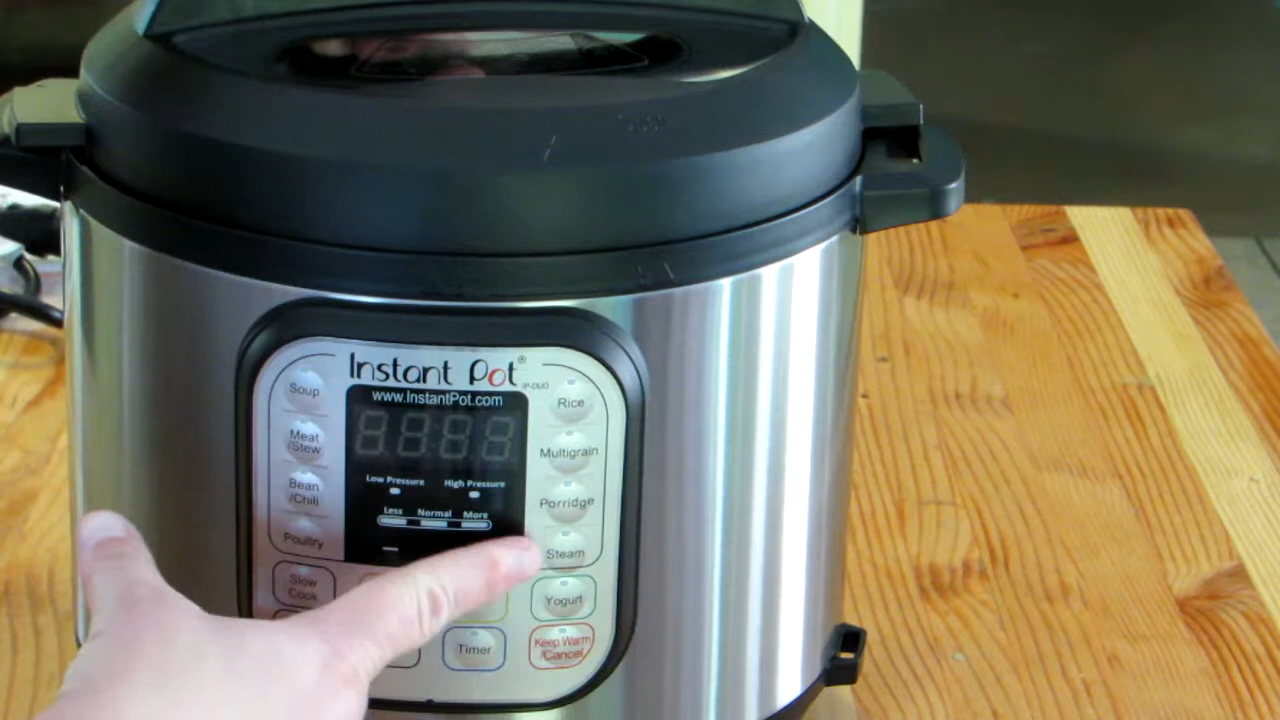 Instant Pot®
IP-DUO
www.InstantPot.com
Soup
Meat
/Stew
Bean
/Chili
Poultry
Slow
Cook
Low Pressure High Pressure
Less Normal More
Rice
Multigrain
Porridge
Steam
Yogurt
Timer
Keep Warm
/Cancel